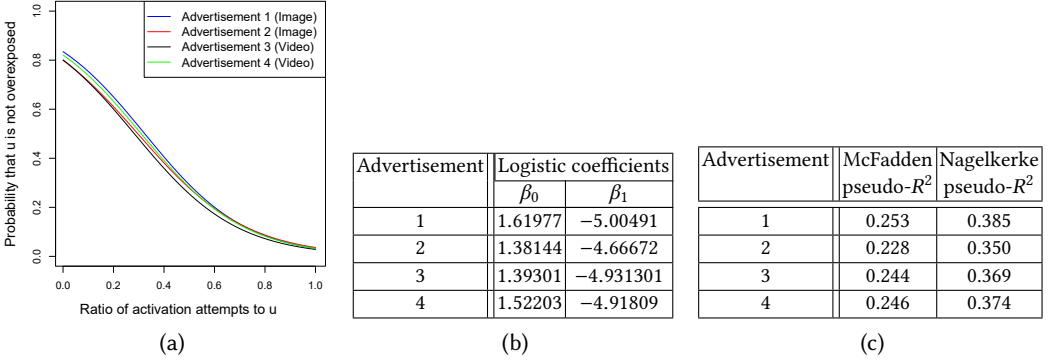 Advertisement 1 (Image)
Advertisement 2 (Image)
Advertisement 3 (Video)
Advertisement 4 (Video)
Probability that u is not overexposed
1.0
0.8
0.6
0.4
0.2
0.0
0.0 0.2 0.4 0.6 0.8 1.0
Ratio of activation attempts to u
(a)
Advertisement Logistic coefficients
β0 β1
1 1.61977 −5.00491
2 1.38144 −4.66672
3 1.39301 −4.931301
4 1.52203 −4.91809
(b)
Advertisement McFadden Nagelkerke
pseudo-R² pseudo-R²
1 0.253 0.385
2 0.228 0.350
3 0.244 0.369
4 0.246 0.374
(c)